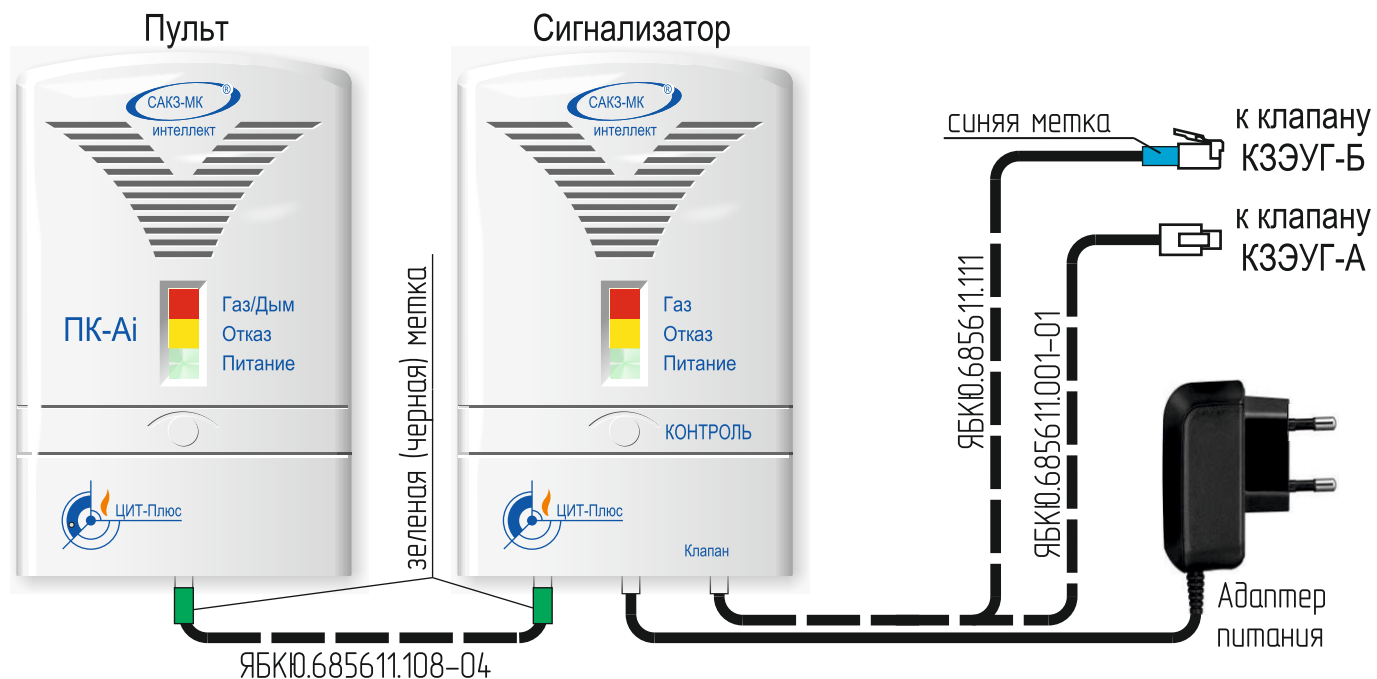 Пульт
САКЗ-МК®
интеллект
ПК-Аi
Газ/Дым
Отказ
Питание
ЦИТ-Плюс
зеленая (черная) метка
ЯБКЮ.685611.108-04
Сигнализатор
САКЗ-МК®
интеллект
Газ
Отказ
Питание
КОНТРОЛЬ
ЦИТ-Плюс
Клапан
синяя метка
к клапану
КЗЭУГ-Б
к клапану
КЗЭУГ-А
ЯБКЮ.685611.111
ЯБКЮ.685611.001-01
Адаптер
питания